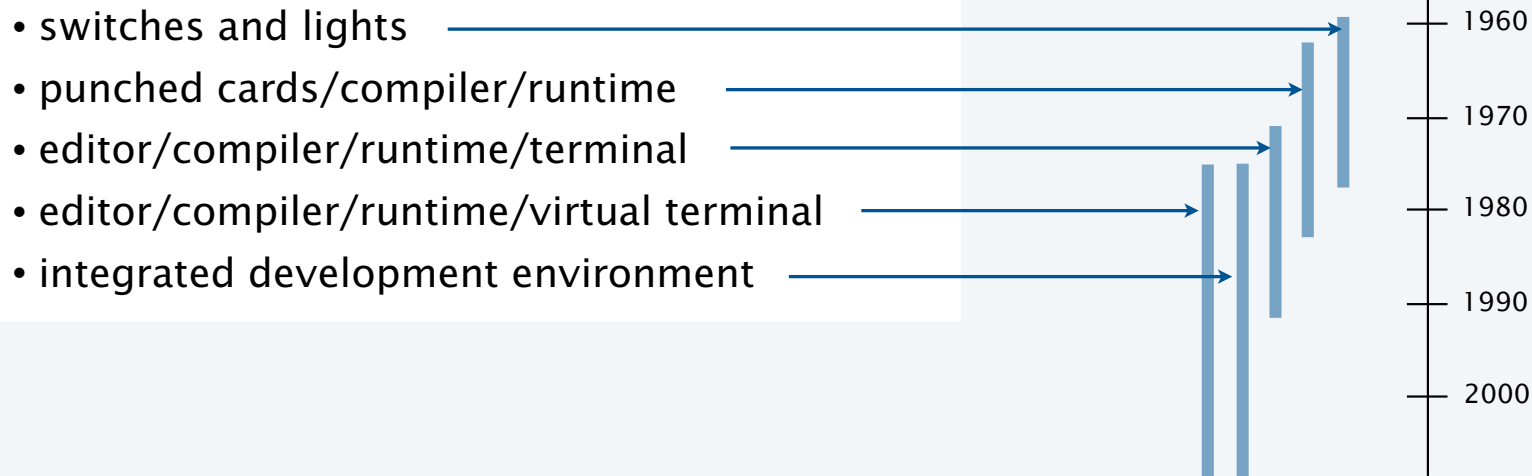 • switches and lights
1960
• punched cards/compiler/runtime
1970
• editor/compiler/runtime/terminal
• editor/compiler/runtime/virtual terminal
1980
• integrated development environment
1990
2000